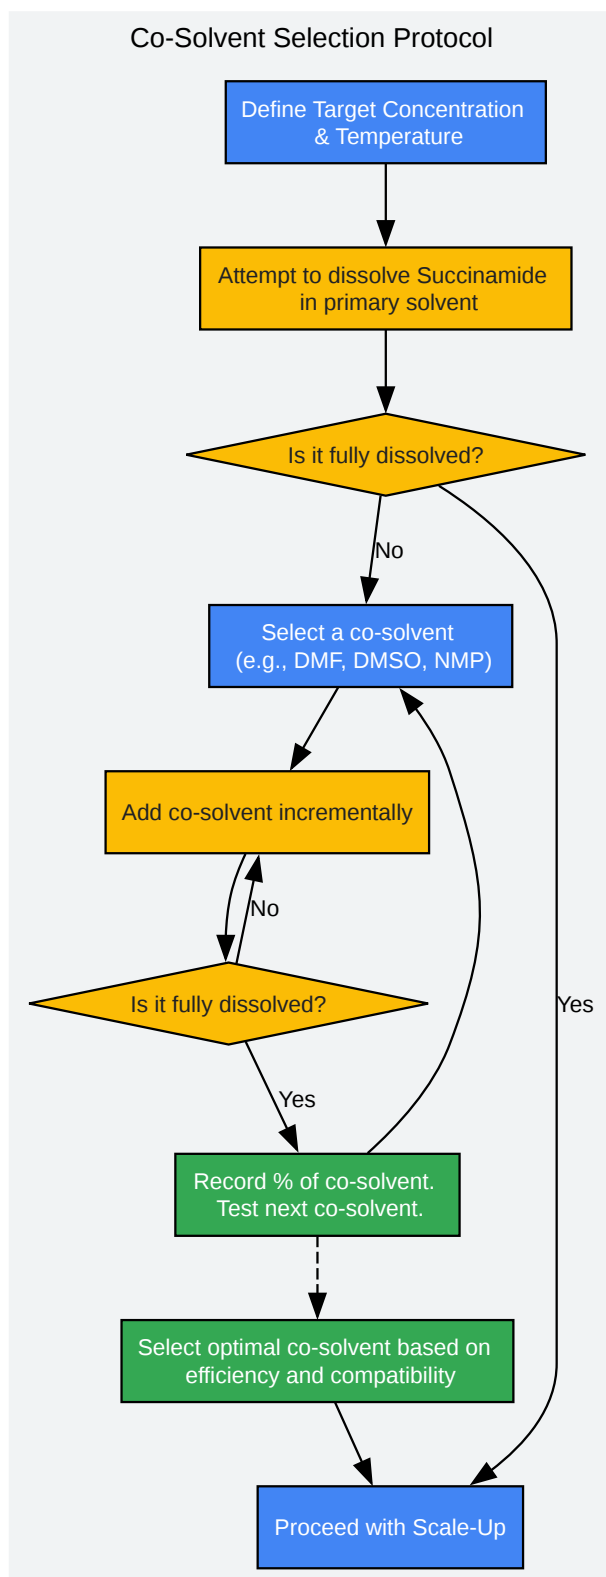 Co-Solvent Selection Protocol
Define Target Concentration
& Temperature
Attempt to dissolve Succinamide
in primary solvent
Is it fully dissolved?
No
Select a co-solvent
(e.g., DMF, DMSO, NMP)
Add co-solvent incrementally
No
Is it fully dissolved?
Yes
Yes
Record % of co-solvent.
Test next co-solvent.
Select optimal co-solvent based on
efficiency and compatibility
Proceed with Scale-Up